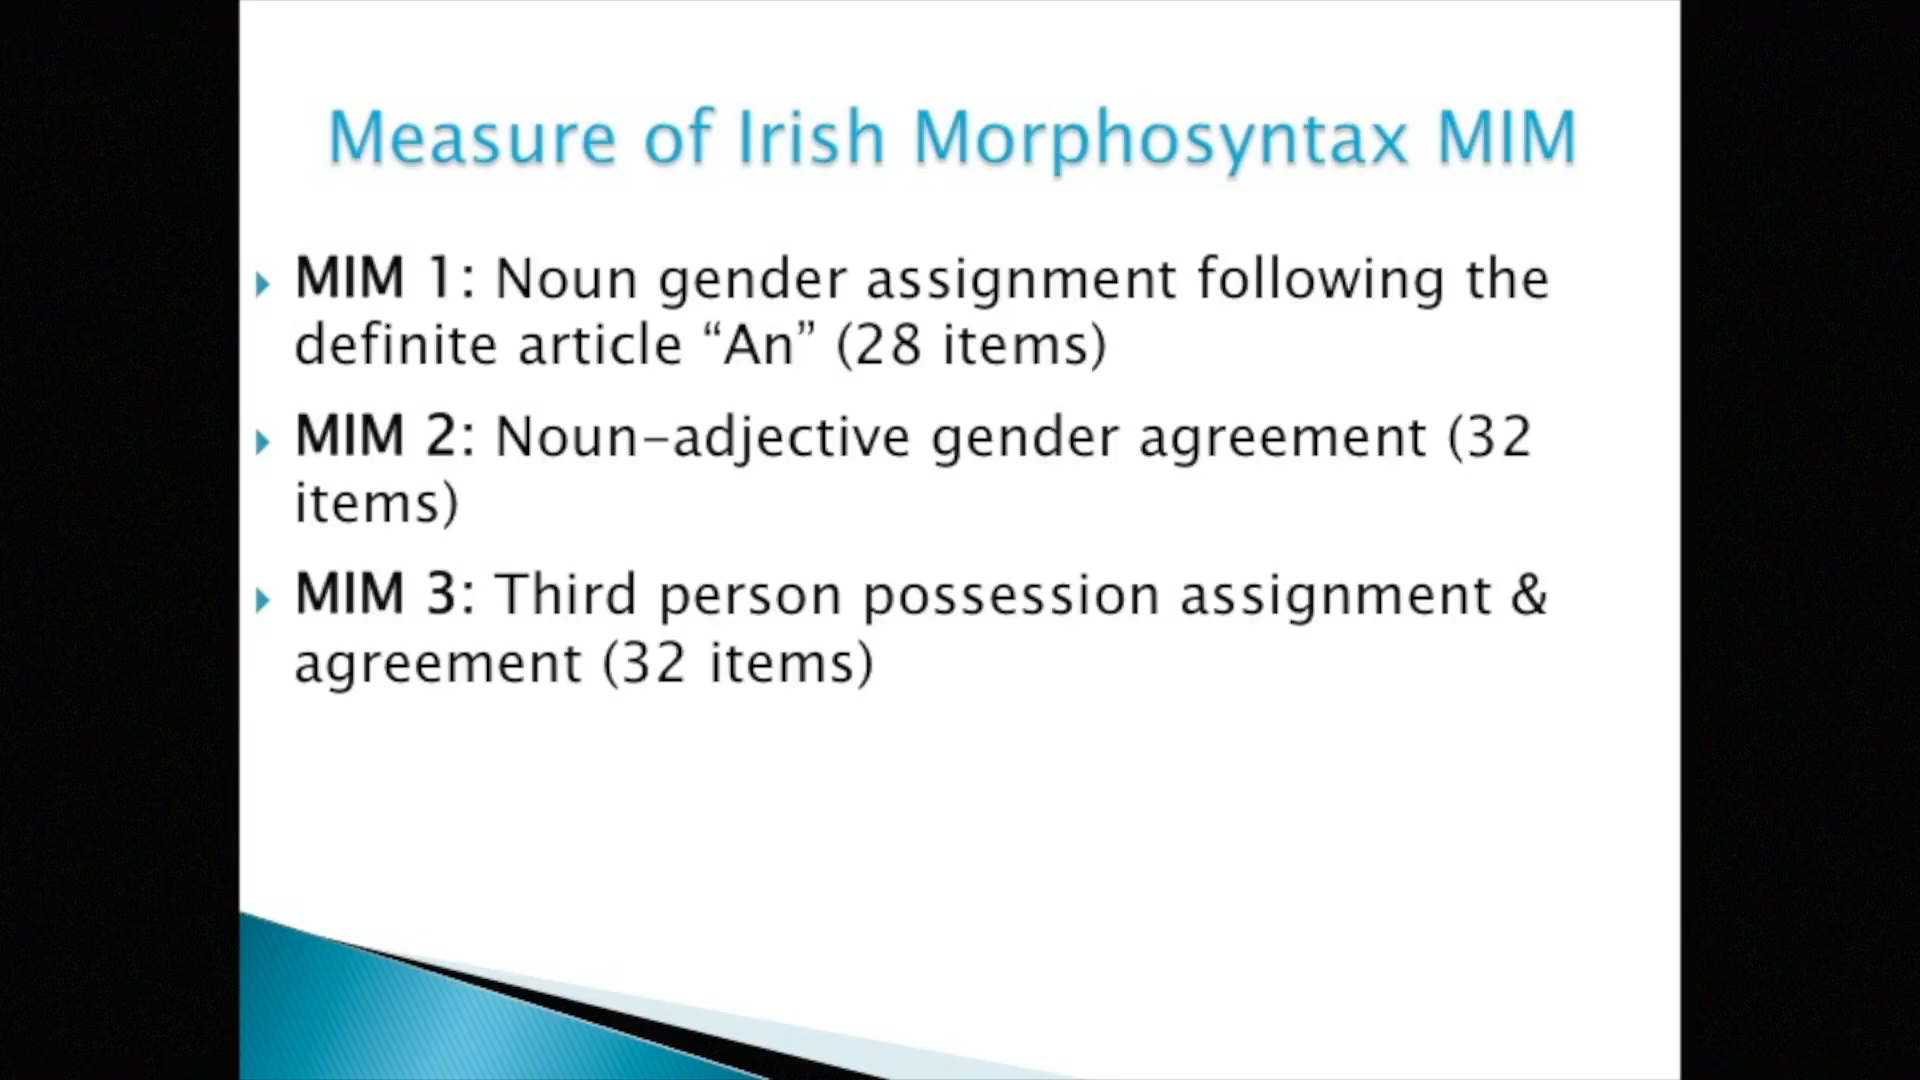 Measure of Irish Morphosyntax MIM
MIM 1: Noun gender assignment following the
definite article “An” (28 items)
MIM 2: Noun-adjective gender agreement (32
items)
MIM 3: Third person possession assignment &
agreement (32 items)